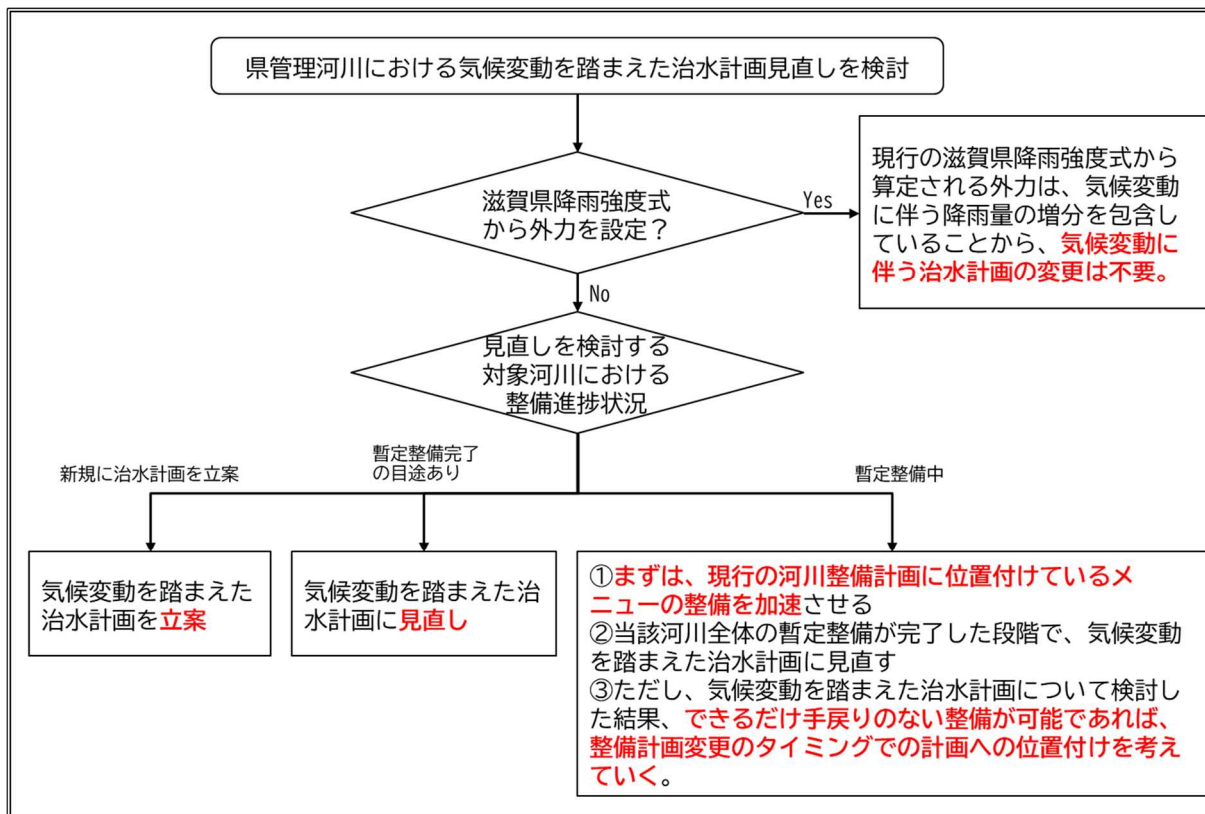 県管理河川における気候変動を踏まえた治水計画見直しを検討
滋賀県降雨強度式
から外力を設定？
Yes
現行の滋賀県降雨強度式から
算定される外力は、気候変動
に伴う降雨量の増分を包含し
ていることから、気候変動に
伴う治水計画の変更は不要。
No
見直しを検討する
対象河川における
整備進捗状況
新規に治水計画を立案
暫定整備完了
の目途あり
暫定整備中
気候変動を踏まえた
治水計画を立案
気候変動を踏まえた治
水計画に見直し
①まずは、現行の河川整備計画に位置付けているメ
ニューの整備を加速させる
②当該河川全体の暫定整備が完了した段階で、気候変動
を踏まえた治水計画に見直す
③ただし、気候変動を踏まえた治水計画について検討し
た結果、できるだけ手戻りのない整備が可能であれば、
整備計画変更のタイミングでの計画への位置付けを考え
ていく。